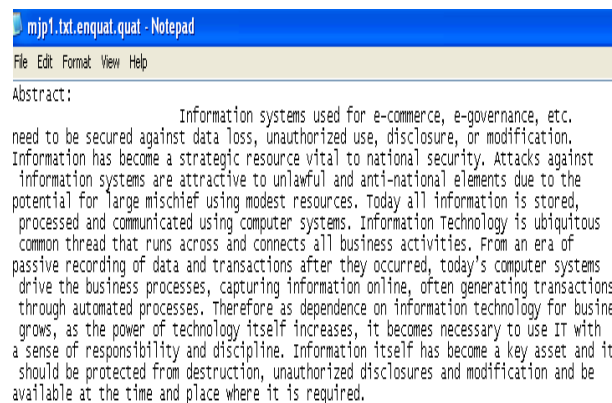 mjp1.txt.enquat.quat - Notepad
File Edit Format View Help
Abstract:
Information systems used for e-commerce, e-governance, etc.
need to be secured against data loss, unauthorized use, disclosure, or modification.
Information has become a strategic resource vital to national security. Attacks against
information systems are attractive to unlawful and anti-national elements due to the
potential for large mischief using modest resources. Today all information is stored,
processed and communicated using computer systems. Information Technology is ubiquitous
common thread that runs across and connects all business activities. From an era of
passive recording of data and transactions after they occurred, today's computer systems
drive the business processes, capturing information online, often generating transactions
through automated processes. Therefore as dependence on information technology for busine
grows, as the power of technology itself increases, it becomes necessary to use IT with
a sense of responsibility and discipline. Information itself has become a key asset and it
should be protected from destruction, unauthorized disclosures and modification and be
available at the time and place where it is required.